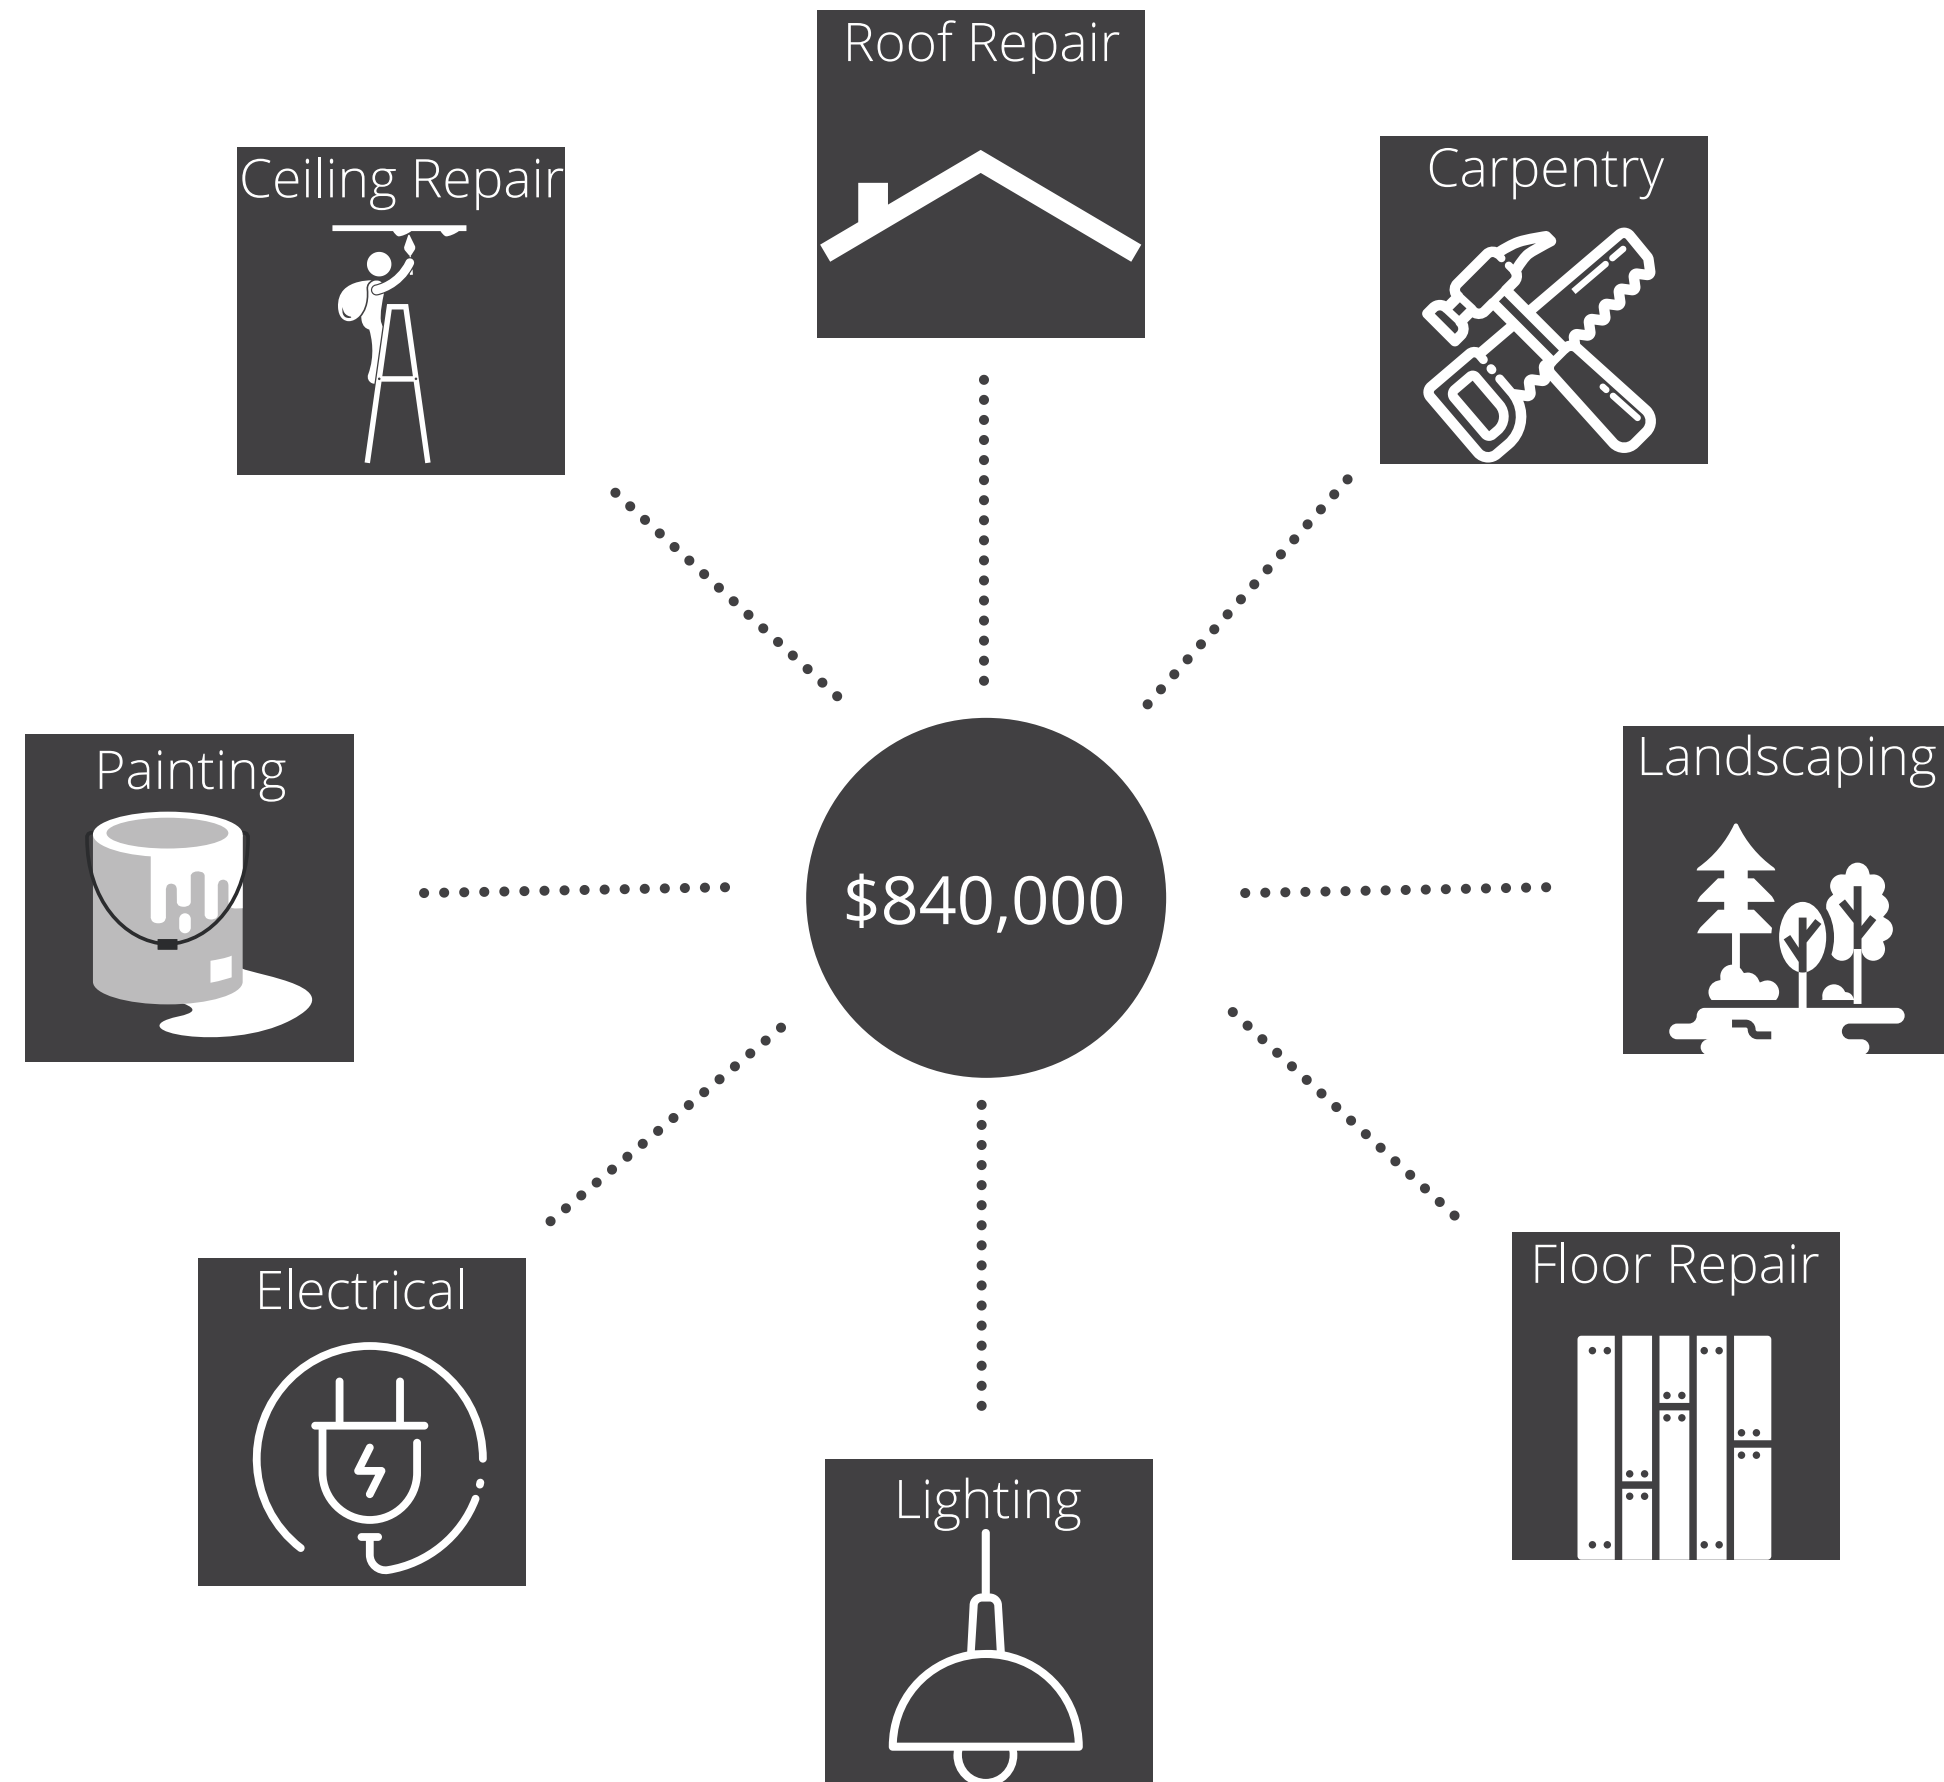 Roof Repair
Carpentry
Ceiling Repair
Landscaping
Painting
$840,000
Floor Repair
Electrical
Lighting